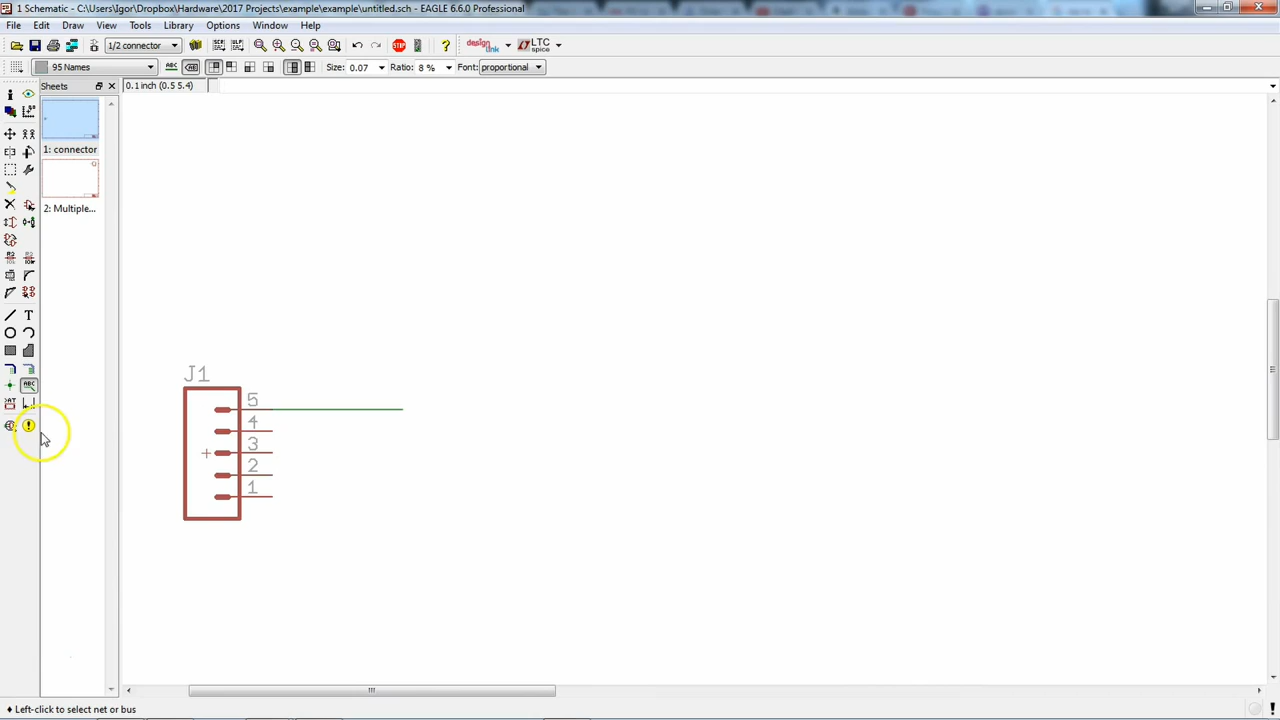 1 Schematic - C:\Users\Igor\Dropbox\Hardware\2017 Projects\example\example\untitled.sch - EAGLE 6.6.0 Professional
File Edit Draw View Tools Library Options Window Help
1/2 connector
STOP
?
design link
LTC spice
95 Names
ABC
Size: 0.07
Ratio: 8 %
Font: proportional
Sheets
0.1 inch (0.5 5.4)
1: connector
2: Multiple...
T
ABC
!
J1
5
4
3
2
1
Left-click to select net or bus
!